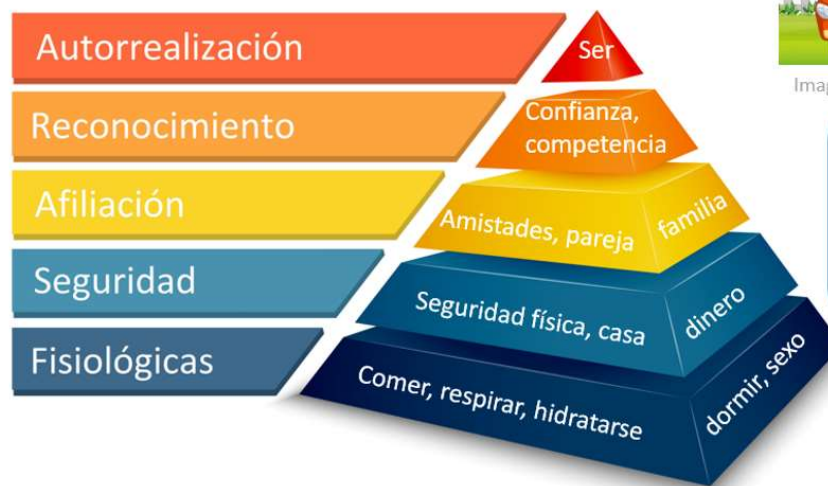 Autorrealización
Ser
Reconocimiento
Confianza,
competencia
Afiliación
Amistades, pareja
familia
Seguridad
Seguridad física, casa
dinero
Fisiológicas
Comer, respirar, hidratarse
dormir, sexo